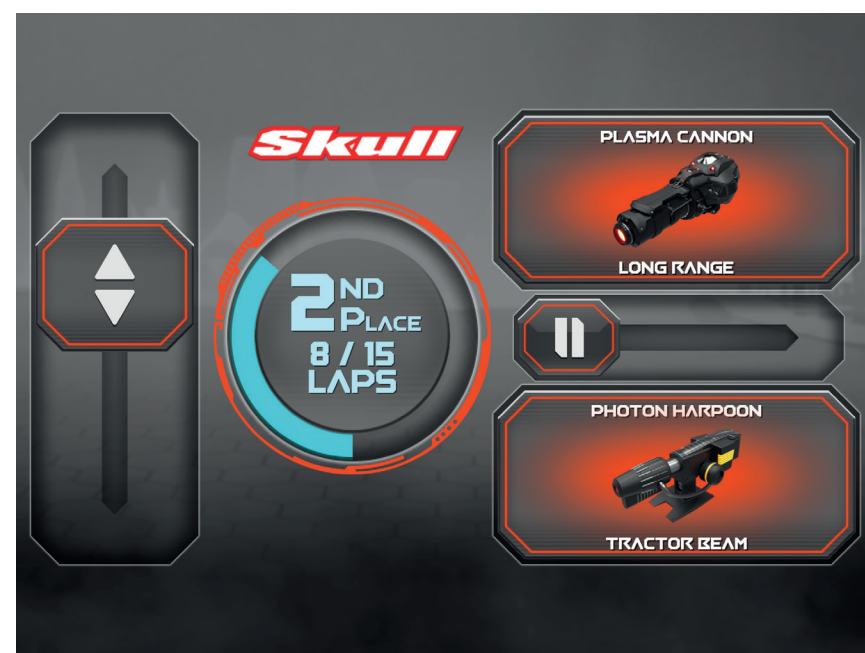 Skull
2ND
PLACE
8 / 15
LAPS
PLASMA CANNON
LONG RANGE
PHOTON HARPOON
TRACTOR BEAM